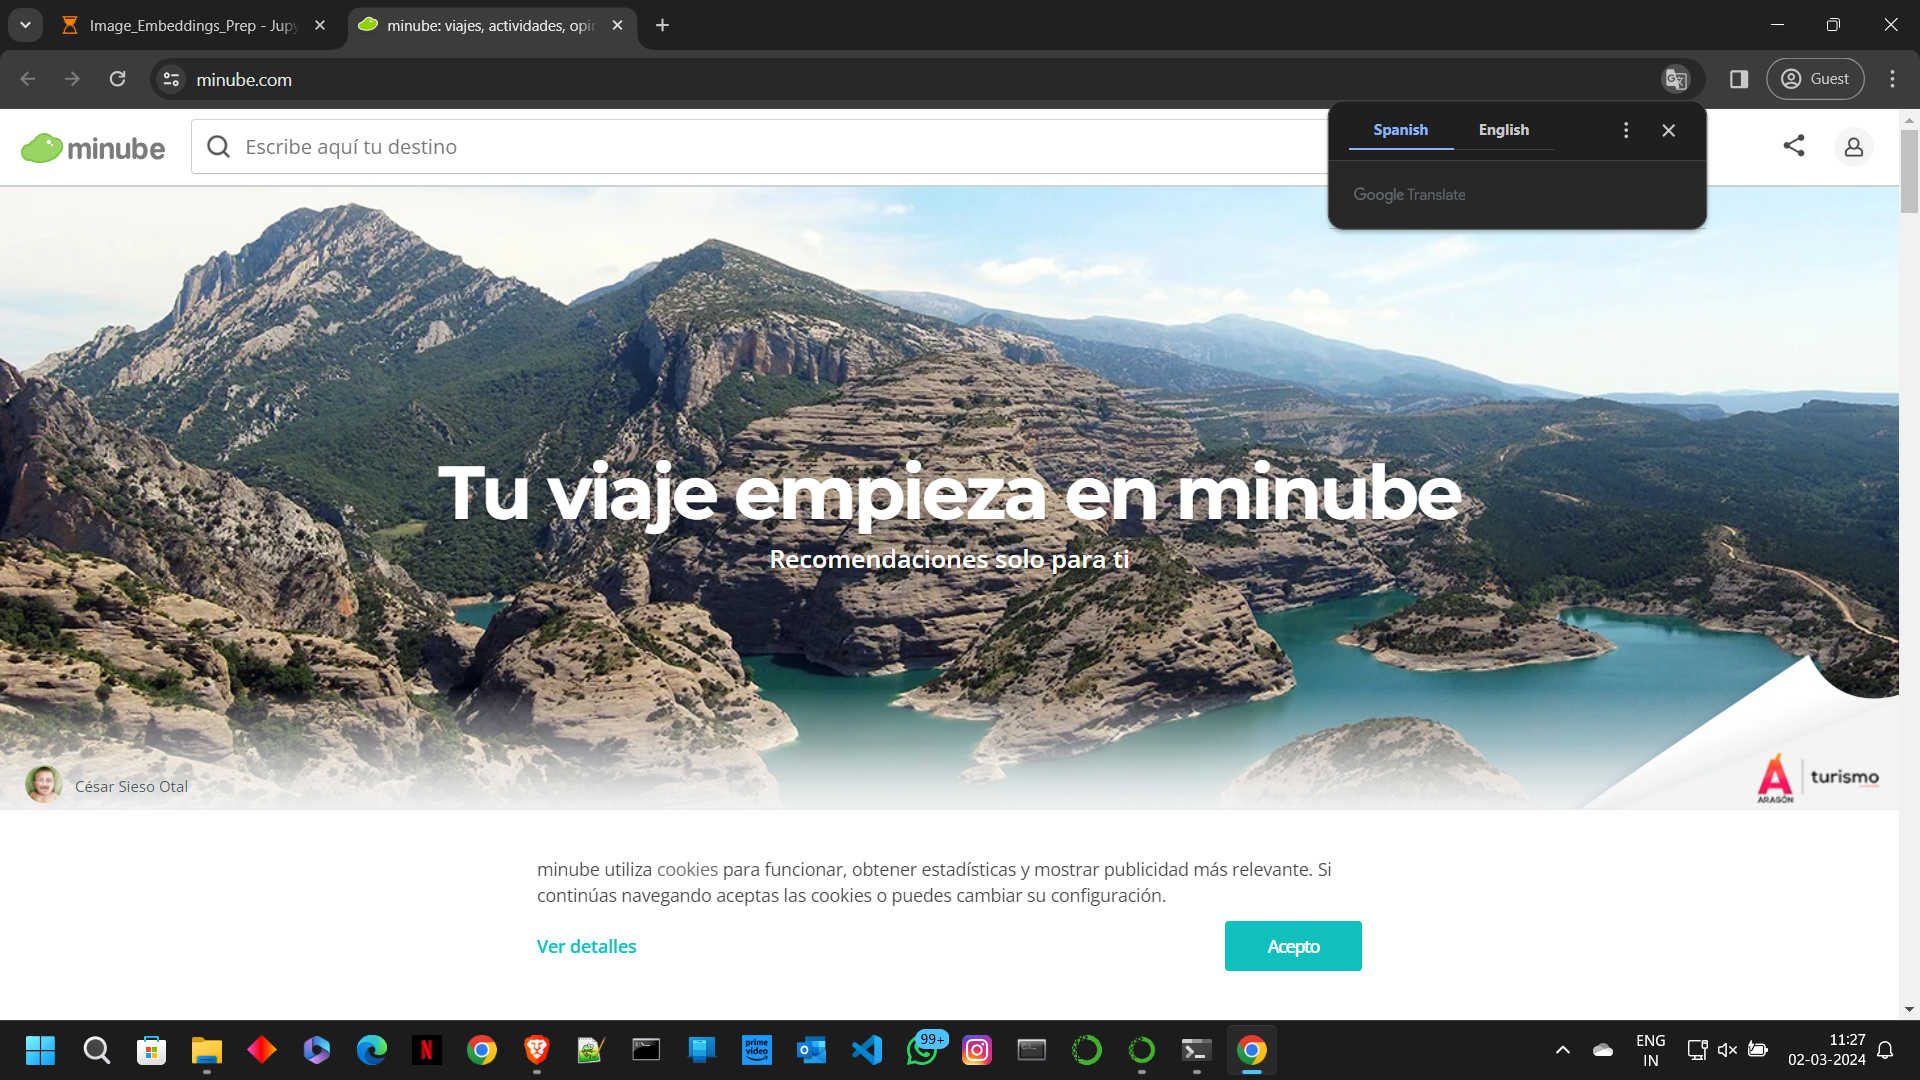 Image_Embeddings_Prep - Jupy
minube: viajes, actividades, opin
minube.com
Guest
minube
Escribe aquí tu destino
Spanish
English
Google Translate
Tu viaje empieza en minube
Recomendaciones solo para ti
César Sieso Otal
ARAGÓN
turismo
minube utiliza cookies para funcionar, obtener estadísticas y mostrar publicidad más relevante. Si
continúas navegando aceptas las cookies o puedes cambiar su configuración.
Ver detalles
Acepto
prime
video
99+
ENG
IN
11:27
02-03-2024